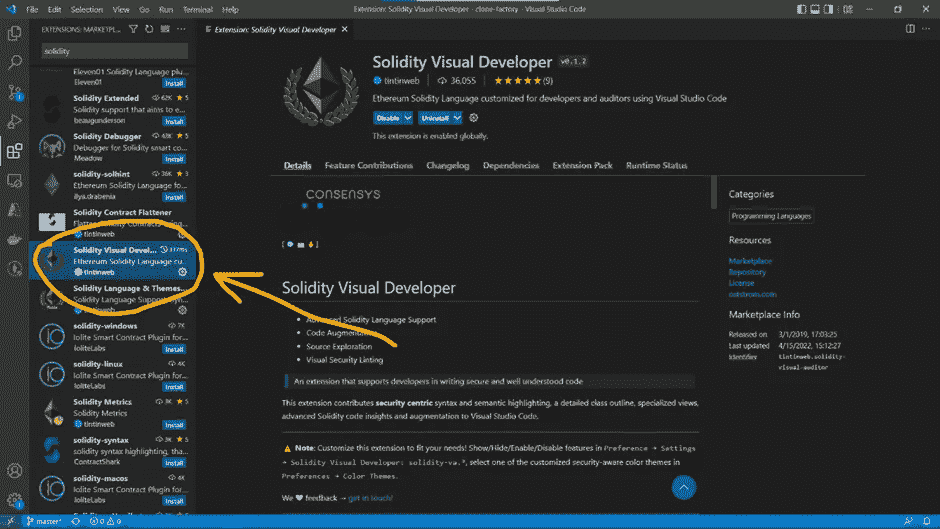 File Edit Selection View Go Run Terminal Help
Extension: Solidity Visual Developer - clone-factory - Visual Studio Code
EXTENSIONS: MARKETPL...
Extension: Solidity Visual Developer
solidity
Eleven01 Solidity Language plu...
Eleven01
Install
Solidity Extended 62K 5
Solidity support that aims to e...
beaugunderson
Install
Solidity Debugger 5
Debugger for Solidity smart co...
Meadow
Install
solidity-solhint 3
Ethereum Solidity Language fo...
ilya.drabenia
Install
Solidity Contract Flattener
tintinweb
Solidity Visual Devel...
Ethereum Solidity Language cu...
tintinweb
Solidity Language & Themes...
Solidity Language Support
tintinweb
solidity-windows 7K
Iolite Smart Contract Plugin for...
IoliteLabs
Install
solidity-linux 4K
Iolite Smart Contract Plugin for...
IoliteLabs
Install
Solidity Metrics 5
Solidity Metrics
tintinweb
Install
solidity-syntax 5
solidity syntax highlighting, tha...
ContractShark
Install
solidity-macos
Iolite Smart Contract Plugin for...
IoliteLabs
Install
Solidity Visual Developer v0.1.2
tintinweb 36,055 (9)
Ethereum Solidity Language customized for developers and auditors using Visual Studio Code
Disable Uninstall
This extension is enabled globally.
Details Feature Contributions Changelog Dependencies Extension Pack Runtime Status
CONSENSYS
Solidity Visual Developer
Advanced Solidity Language Support
Code
Source Exploration
Visual Security Linting
An extension that supports developers in writing secure and well understood code
This extension contributes security centric syntax and semantic highlighting, a detailed class outline, specialized views,
advanced Solidity code insights and augmentation to Visual Studio Code.
Note: Customize this extension to fit your needs! Show/Hide/Enable/Disable features in Preference → Settings
→ Solidity Visual Developer: solidity-va.*, select one of the customized security-aware color themes in
Preferences → Color Themes.
We ❤ feedback → get in touch!
Categories
Programming Languages
Resources
Marketplace
Repository
License
Marketplace Info
Released on 3/1/2019, 17:03:25
Last updated 4/15/2022, 15:12:27
Identifier tintinweb.solidity-
visual-auditor
master* 0 0